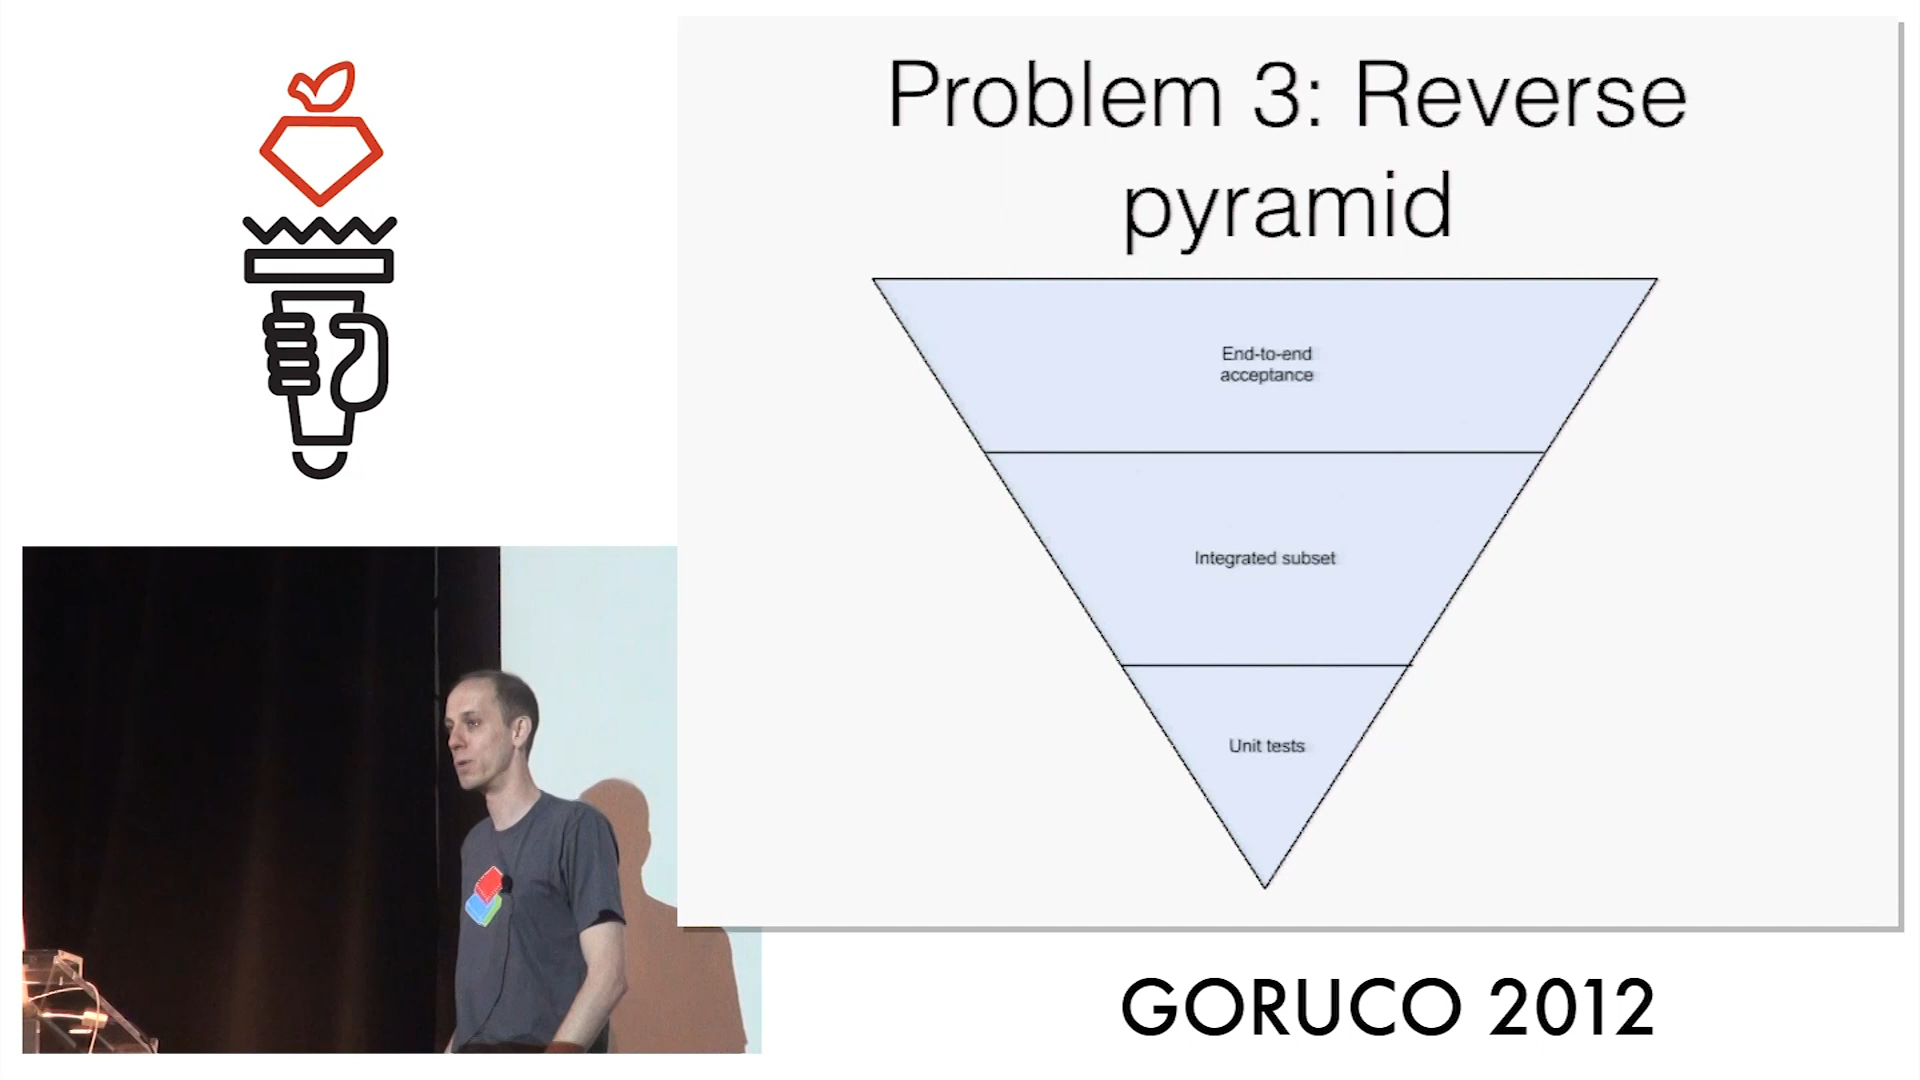 Problem 3: Reverse
pyramid
End-to-end
acceptance
Integrated subset
Unit tests
GORUCO 2012